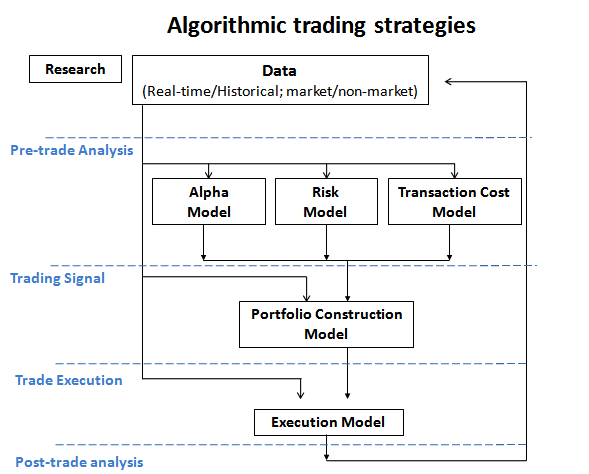 Algorithmic trading strategies
Research
Data
(Real-time/Historical; market/non-market)
Pre-trade Analysis
Alpha
Model
Risk
Model
Transaction Cost
Model
Trading Signal
Portfolio Construction
Model
Trade Execution
Execution Model
Post-trade analysis